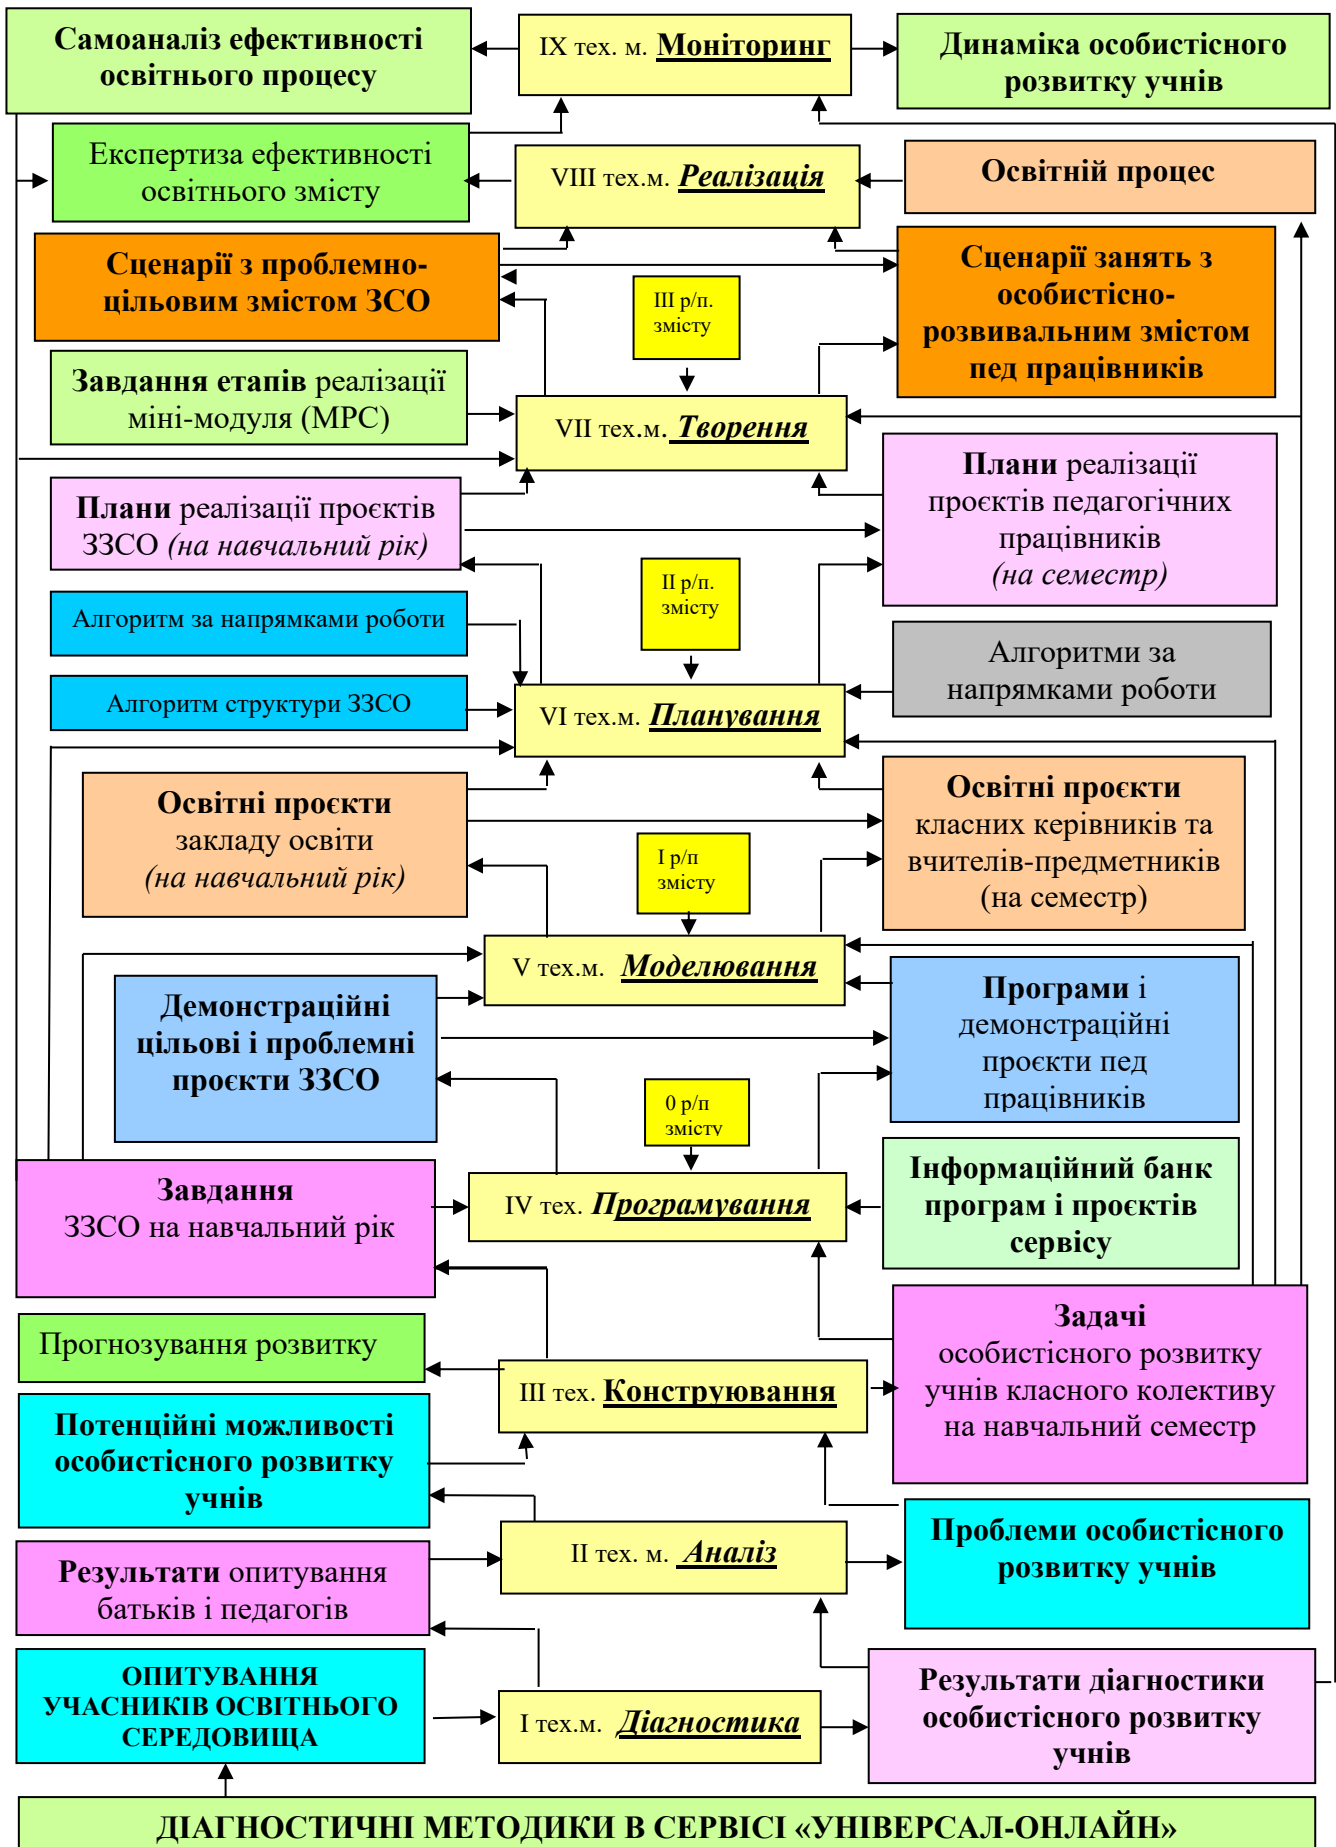 Самоаналіз ефективності
освітнього процесу
ІХ тех. м. Моніторинг
Динаміка особистісного
розвитку учнів
Експертиза ефективності
освітнього змісту
VIII тех.м. Реалізація
Освітній процес
Сценарії з проблемно-
цільовим змістом ЗСО
ІІІ р/п.
змісту
Сценарії занять з
особистісно-
розвивальним змістом
пед працівників
Завдання етапів реалізації
міні-модуля (МРС)
VII тех.м. Творення
Плани реалізації проєктів
ЗЗСО (на навчальний рік)
Плани реалізації
проєктів педагогічних
працівників
(на семестр)
ІІ р/п.
змісту
Алгоритм за напрямками роботи
Алгоритми за
напрямками роботи
Алгоритм структури ЗЗСО
VI тех.м. Планування
Освітні проєкти
закладу освіти
(на навчальний рік)
І р/п
змісту
Освітні проєкти
класних керівників та
вчителів-предметників
(на семестр)
V тех.м. Моделювання
Демонстраційні
цільові і проблемні
проєкти ЗЗСО
Програми і
демонстраційні
проєкти пед
працівників
0 р/п
змісту
Завдання
ЗЗСО на навчальний рік
IV тех. Програмування
Інформаційний банк
програм і проєктів
сервісу
Прогнозування розвитку
ІІІ тех. Конструювання
Задачі
особистісного розвитку
учнів класного колективу
на навчальний семестр
Потенційні можливості
особистісного розвитку
учнів
ІІ тех. м. Аналіз
Проблеми особистісного
розвитку учнів
Результати опитування
батьків і педагогів
ОПИТУВАННЯ
УЧАСНИКІВ ОСВІТНЬОГО
СЕРЕДОВИЩА
І тех.м. Діагностика
Результати діагностики
особистісного розвитку
учнів
ДІАГНОСТИЧНІ МЕТОДИКИ В СЕРВІСІ «УНІВЕРСАЛ-ОНЛАЙН»